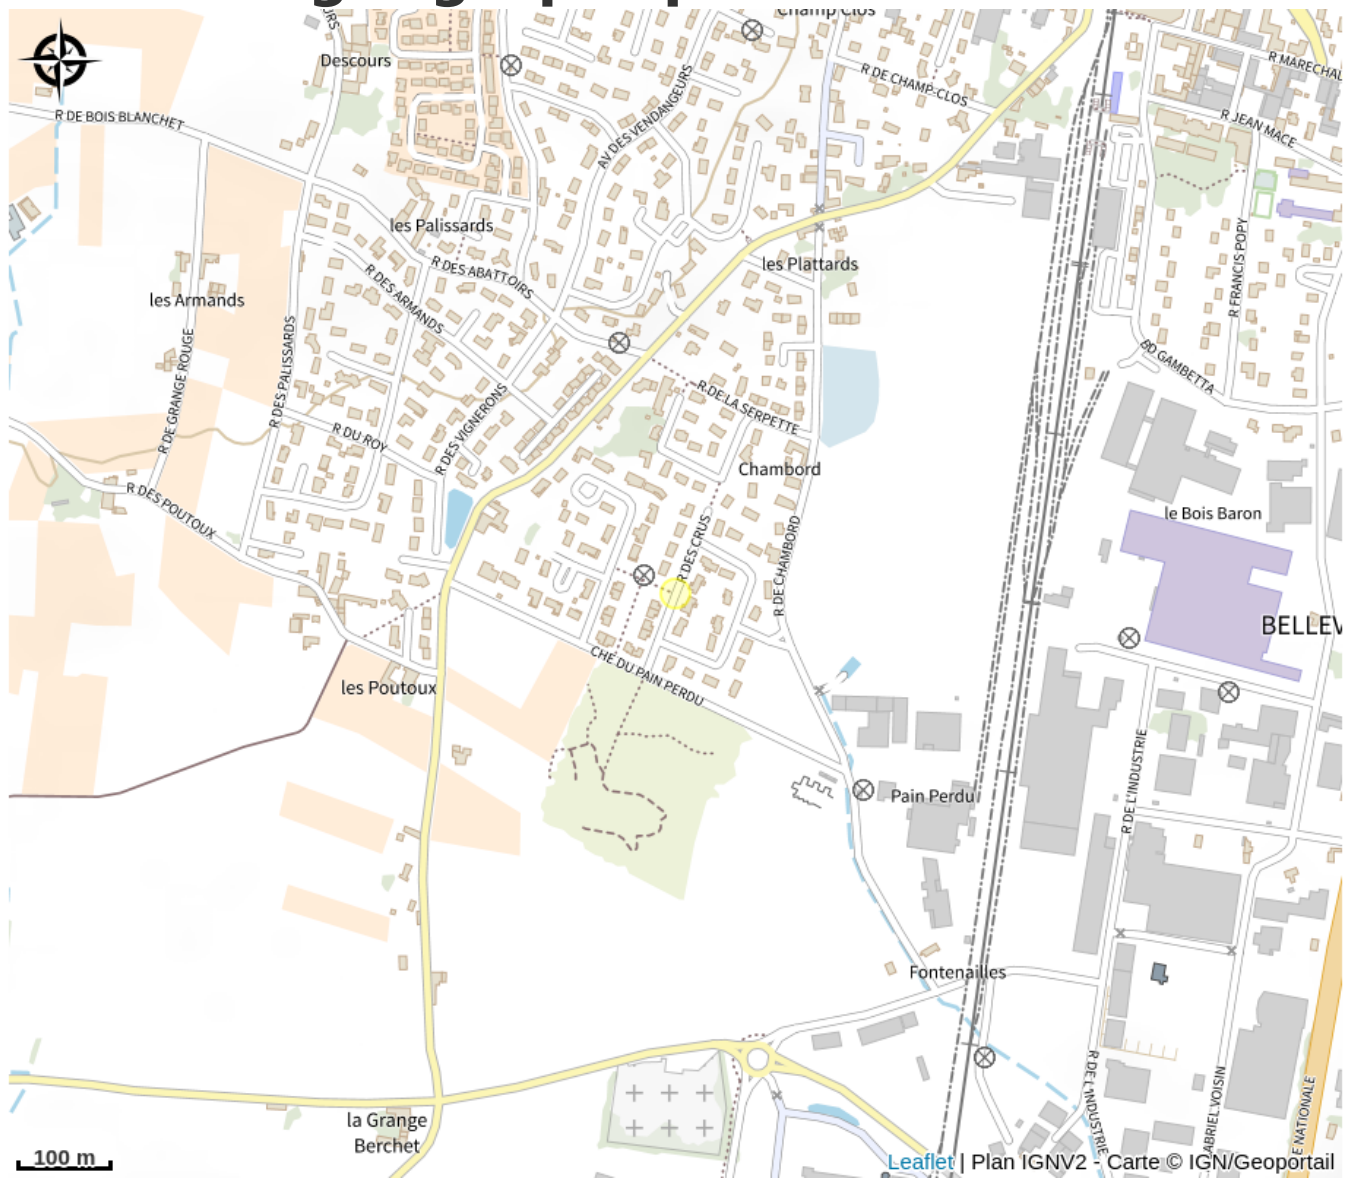 Champ Clos
Descours
R MARECHAL
R DE CHAMP-CLOS
R DE BOIS BLANCHET
R JEAN MACE
AV DES VENDANGEURS
les Palissards
R FRANCIS POPY
R DES ABATTOIRS
les Plattards
R DES ARMANDS
les Armands
R DE GRANGE ROUGE
R DES PALISSARDS
BD GAMBETTA
R DE LA SERPETTE
R DES VIGNERONS
R DU ROY
Chambord
R DES POUTOUX
le Bois Baron
R DES CRUS
R DE CHAMBORD
BELLEV
CHE DU PAIN PERDU
les Poutoux
R DE L'INDUSTRIE
Pain Perdu
Fontenailles
R DE L'INDUSTRIE
ABRIEL VOISIN
E NATIONALE
la Grange
Berchet
100 m
Leaflet | Plan IGNV2 - Carte © IGN/Geoportail